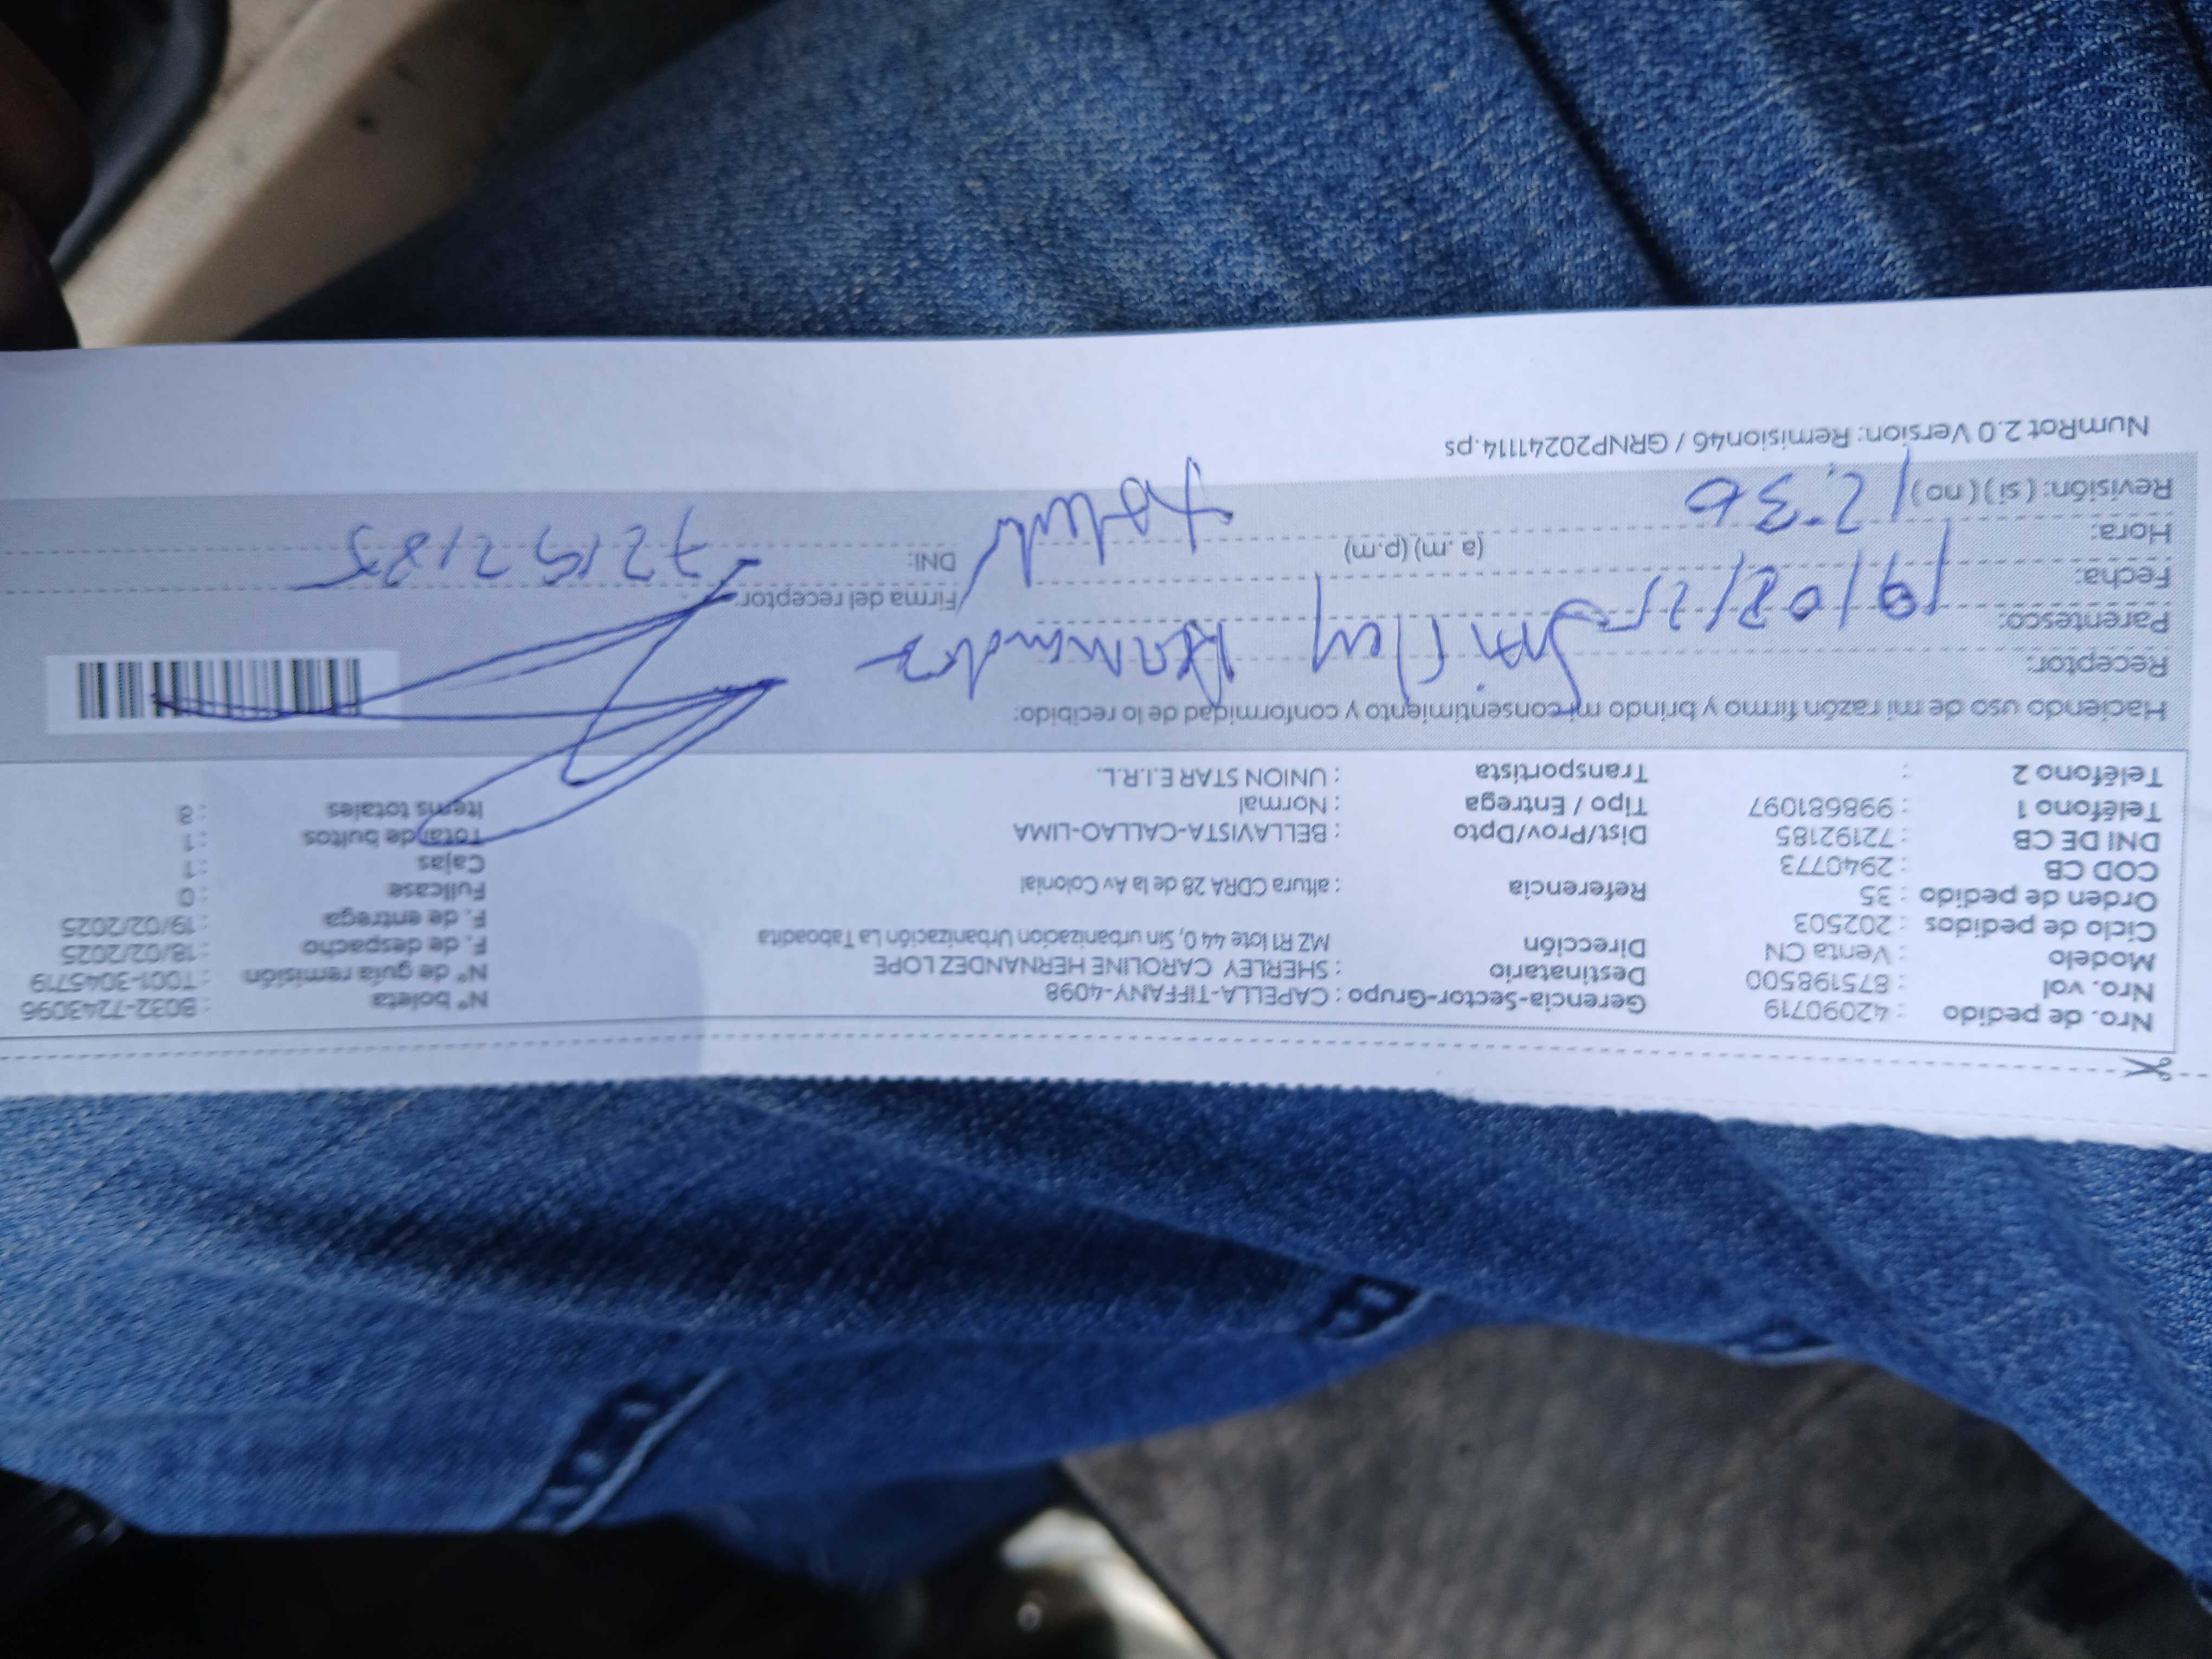 Nro. de pedido : 42090719 Gerencia-Sector-Grupo : CAPELLA-TIFFANY-4098 N° boleta : B032-7243096
Nro. vol : 875198500 Destinatario : SHERLEY CAROLINE HERNANDEZ LOPE N° de guía remisión : T001-3045719
Modelo : Venta CN Dirección MZ R1 lote 44 0, Sin urbanizacion Urbanización La Taboadita F. de despacho : 18/02/2025
Ciclo de pedidos : 202503 F. de entrega : 19/02/2025
Orden de pedido : 35 Referencia : altura CDRA 28 de la Av Colonial Fullcase : 0
COD CB : 2940773 Cajas : 1
DNI DE CB : 72192185 Dist/Prov/Dpto : BELLAVISTA-CALLAO-LIMA Total de bultos : 1
Teléfono 1 : 998681097 Tipo / Entrega : Normal Items totales : 8
Teléfono 2 : Transportista : UNION STAR E.I.R.L.
Haciendo uso de mi razón firmo y brindo mi consentimiento y conformidad de lo recibido:
Receptor:
Parentesco: Firma del receptor:
Fecha: 19/02/25 DNI: 72192185
Hora: 12:30 (a .m) (p.m)
Revisión: ( si ) ( no )
NumRot 2.0 Version: Remision46 / GRNP20241114.ps